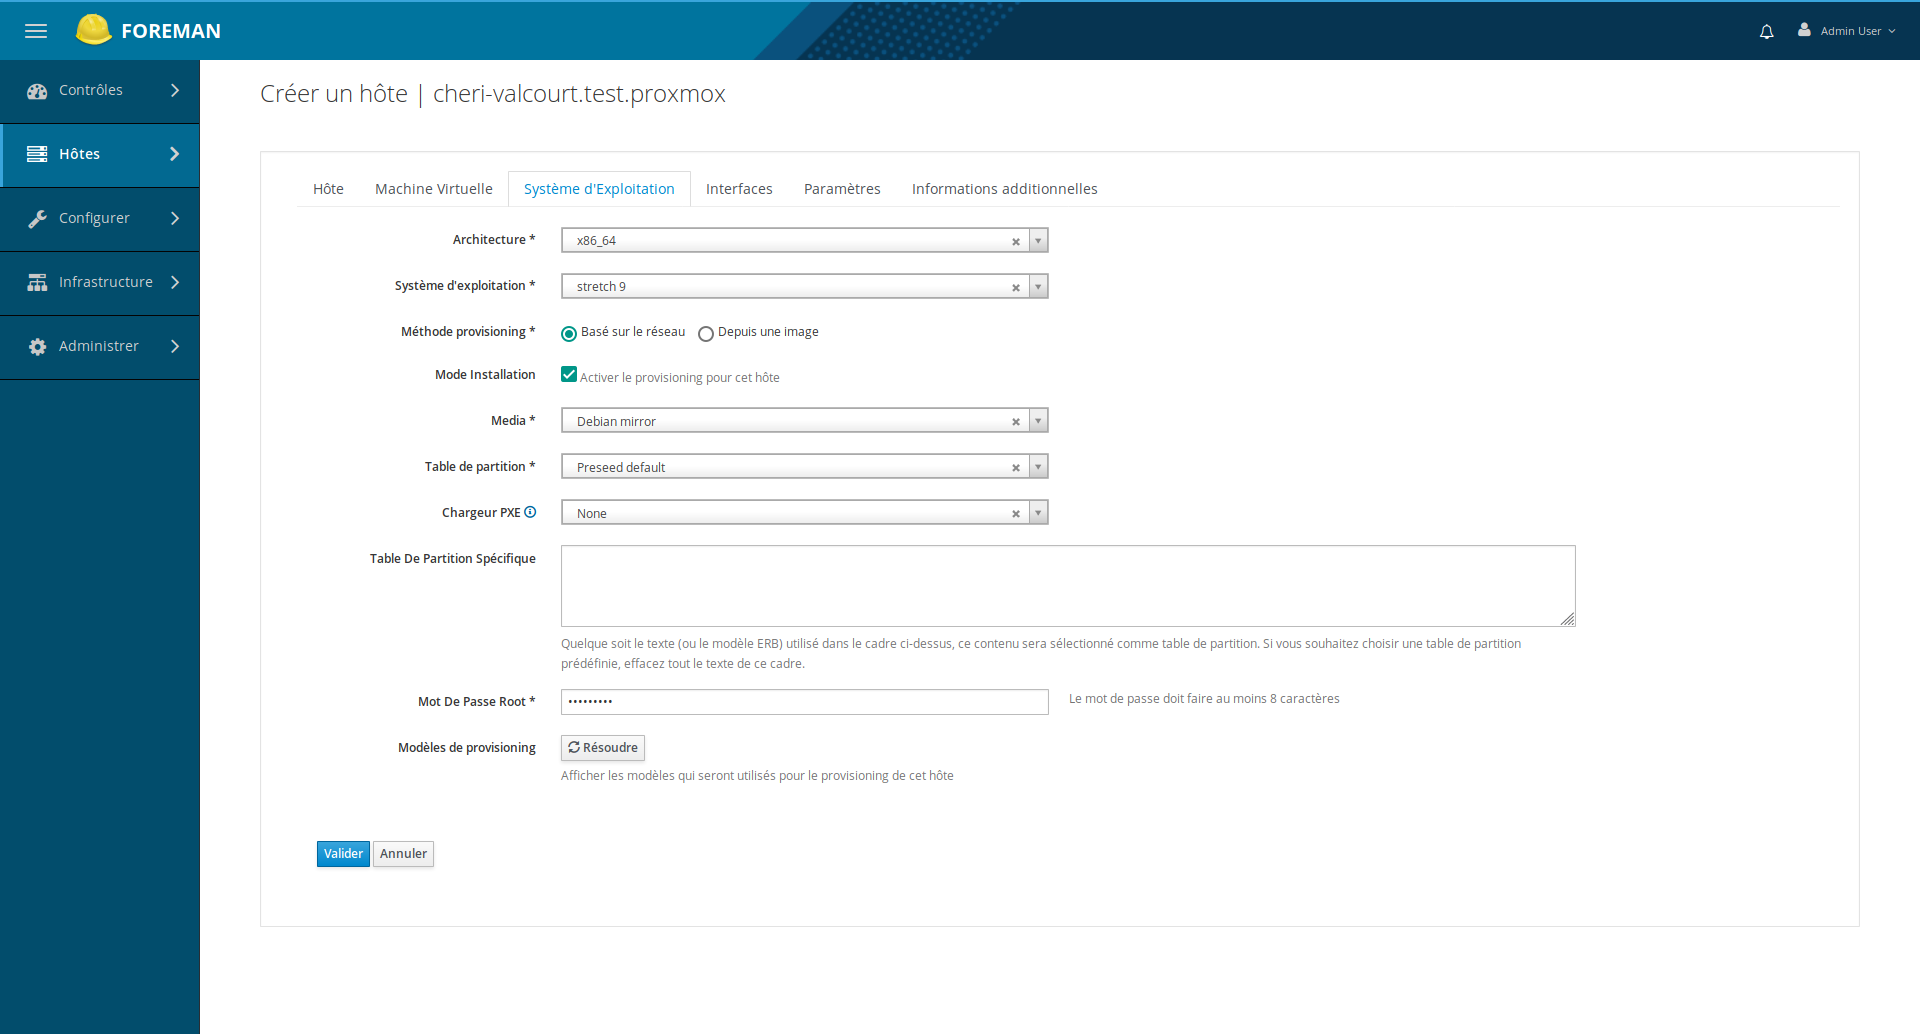 FOREMAN
Admin User
Contrôles
Hôtes
Configurer
Infrastructure
Administrer
Créer un hôte | cheri-valcourt.test.proxmox
Hôte Machine Virtuelle Système d'Exploitation Interfaces Paramètres Informations additionnelles
Architecture * x86_64
Système d'exploitation * stretch 9
Méthode provisioning * Basé sur le réseau Depuis une image
Mode Installation Activer le provisioning pour cet hôte
Media * Debian mirror
Table de partition * Preseed default
Chargeur PXE None
Table De Partition Spécifique
Quelque soit le texte (ou le modèle ERB) utilisé dans le cadre ci-dessus, ce contenu sera sélectionné comme table de partition. Si vous souhaitez choisir une table de partition
prédéfinie, effacez tout le texte de ce cadre.
Mot De Passe Root * ••••••••• Le mot de passe doit faire au moins 8 caractères
Modèles de provisioning Résoudre
Afficher les modèles qui seront utilisés pour le provisioning de cet hôte
Valider Annuler